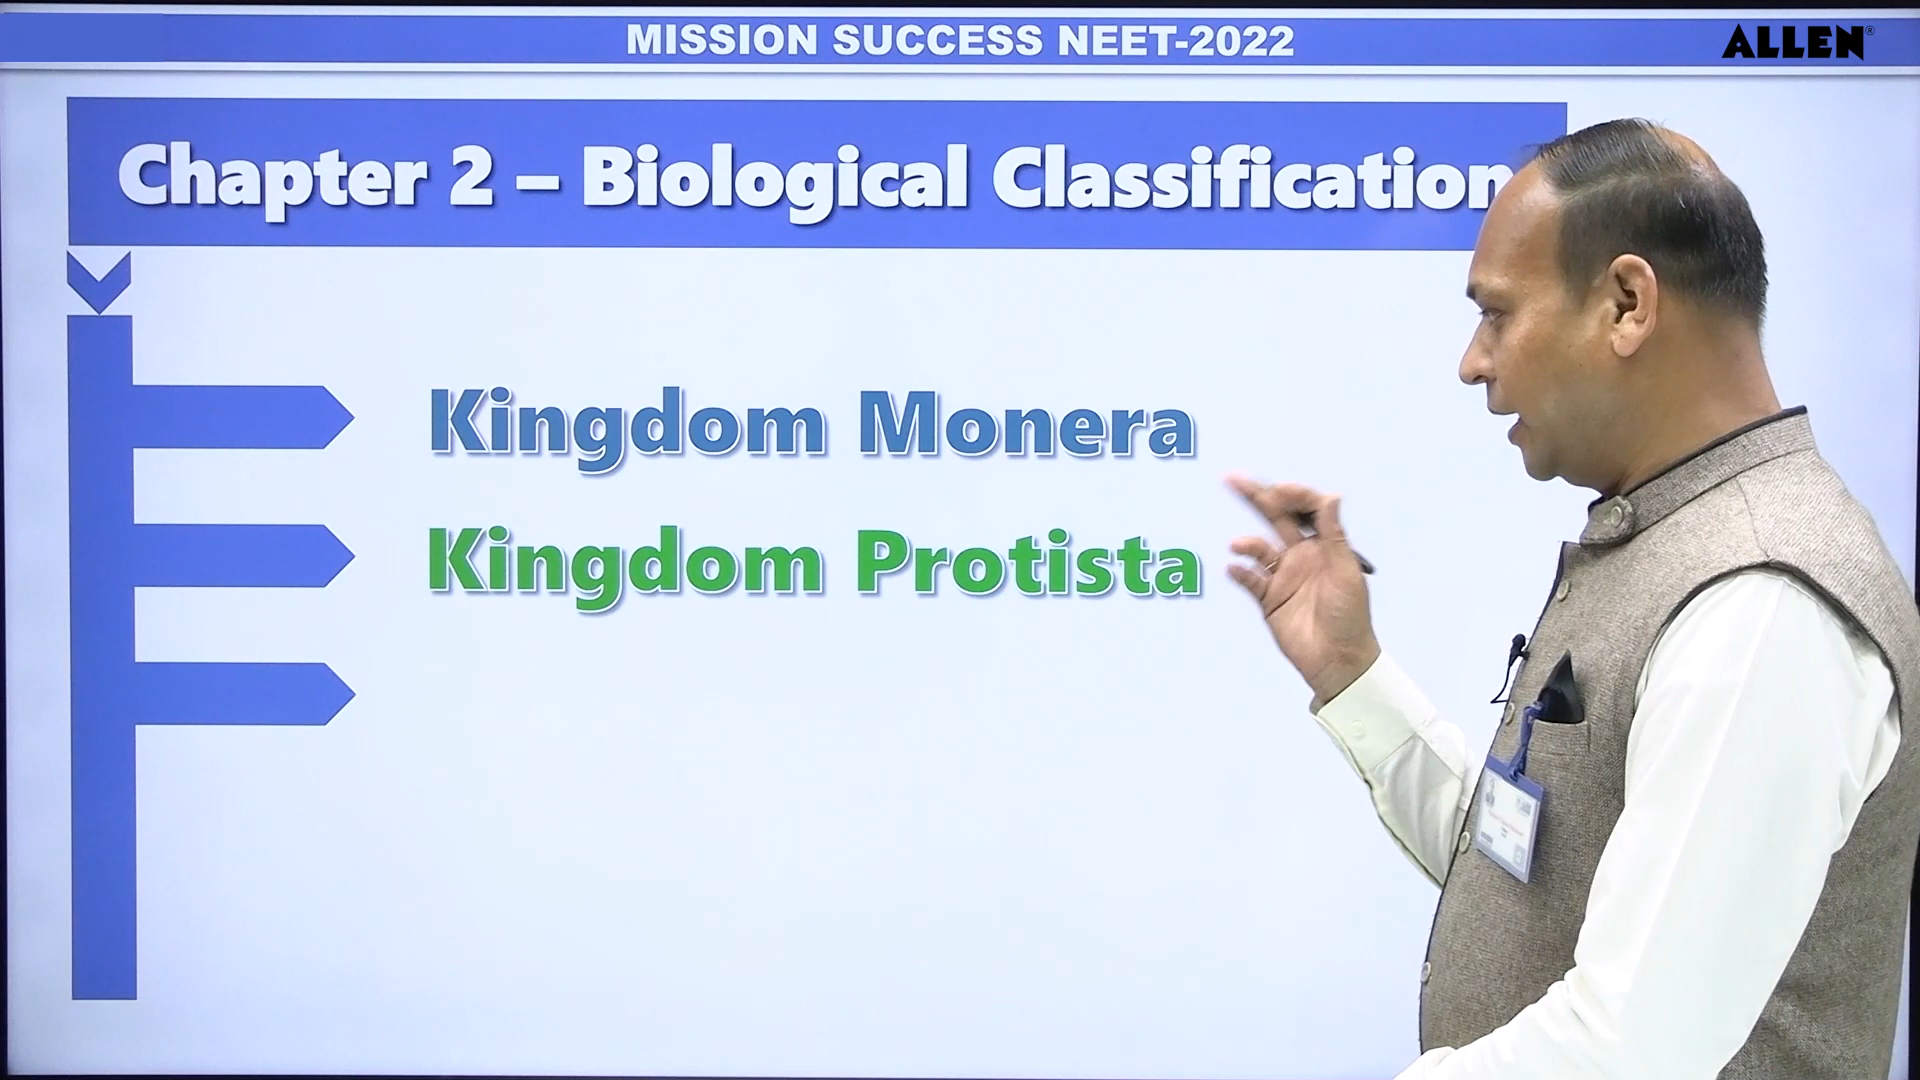 MISSION SUCCESS NEET-2022
ALLEN®
Chapter 2 – Biological Classification
Kingdom Monera
Kingdom Protista